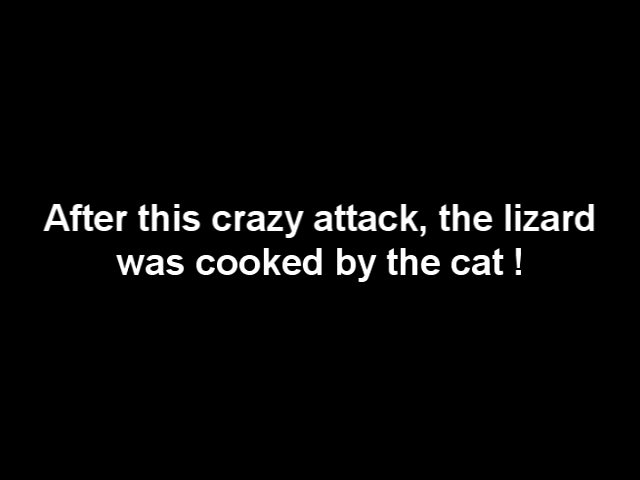 After this crazy attack, the lizard
was cooked by the cat !